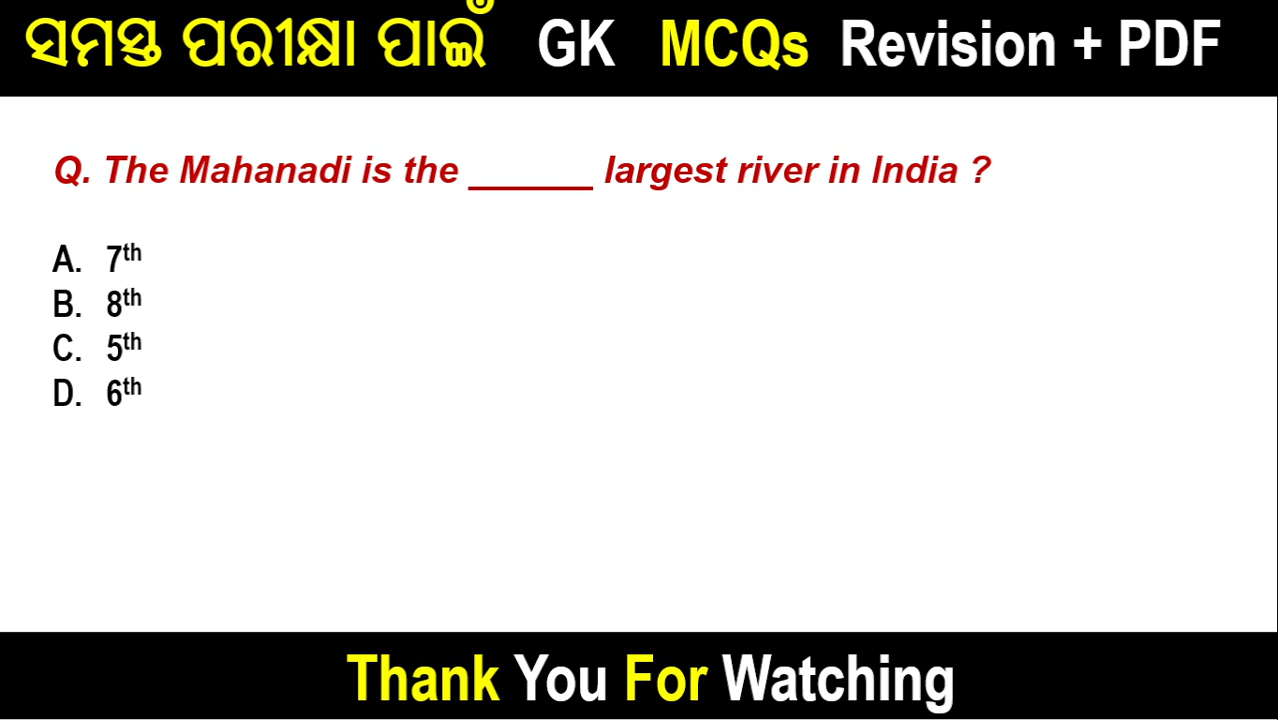 ସମସ୍ତ ପରୀକ୍ଷା ପାଇଁ GK MCQs Revision + PDF
Q. The Mahanadi is the ______ largest river in India ?
A. 7th
B. 8th
C. 5th
D. 6th
Thank You For Watching